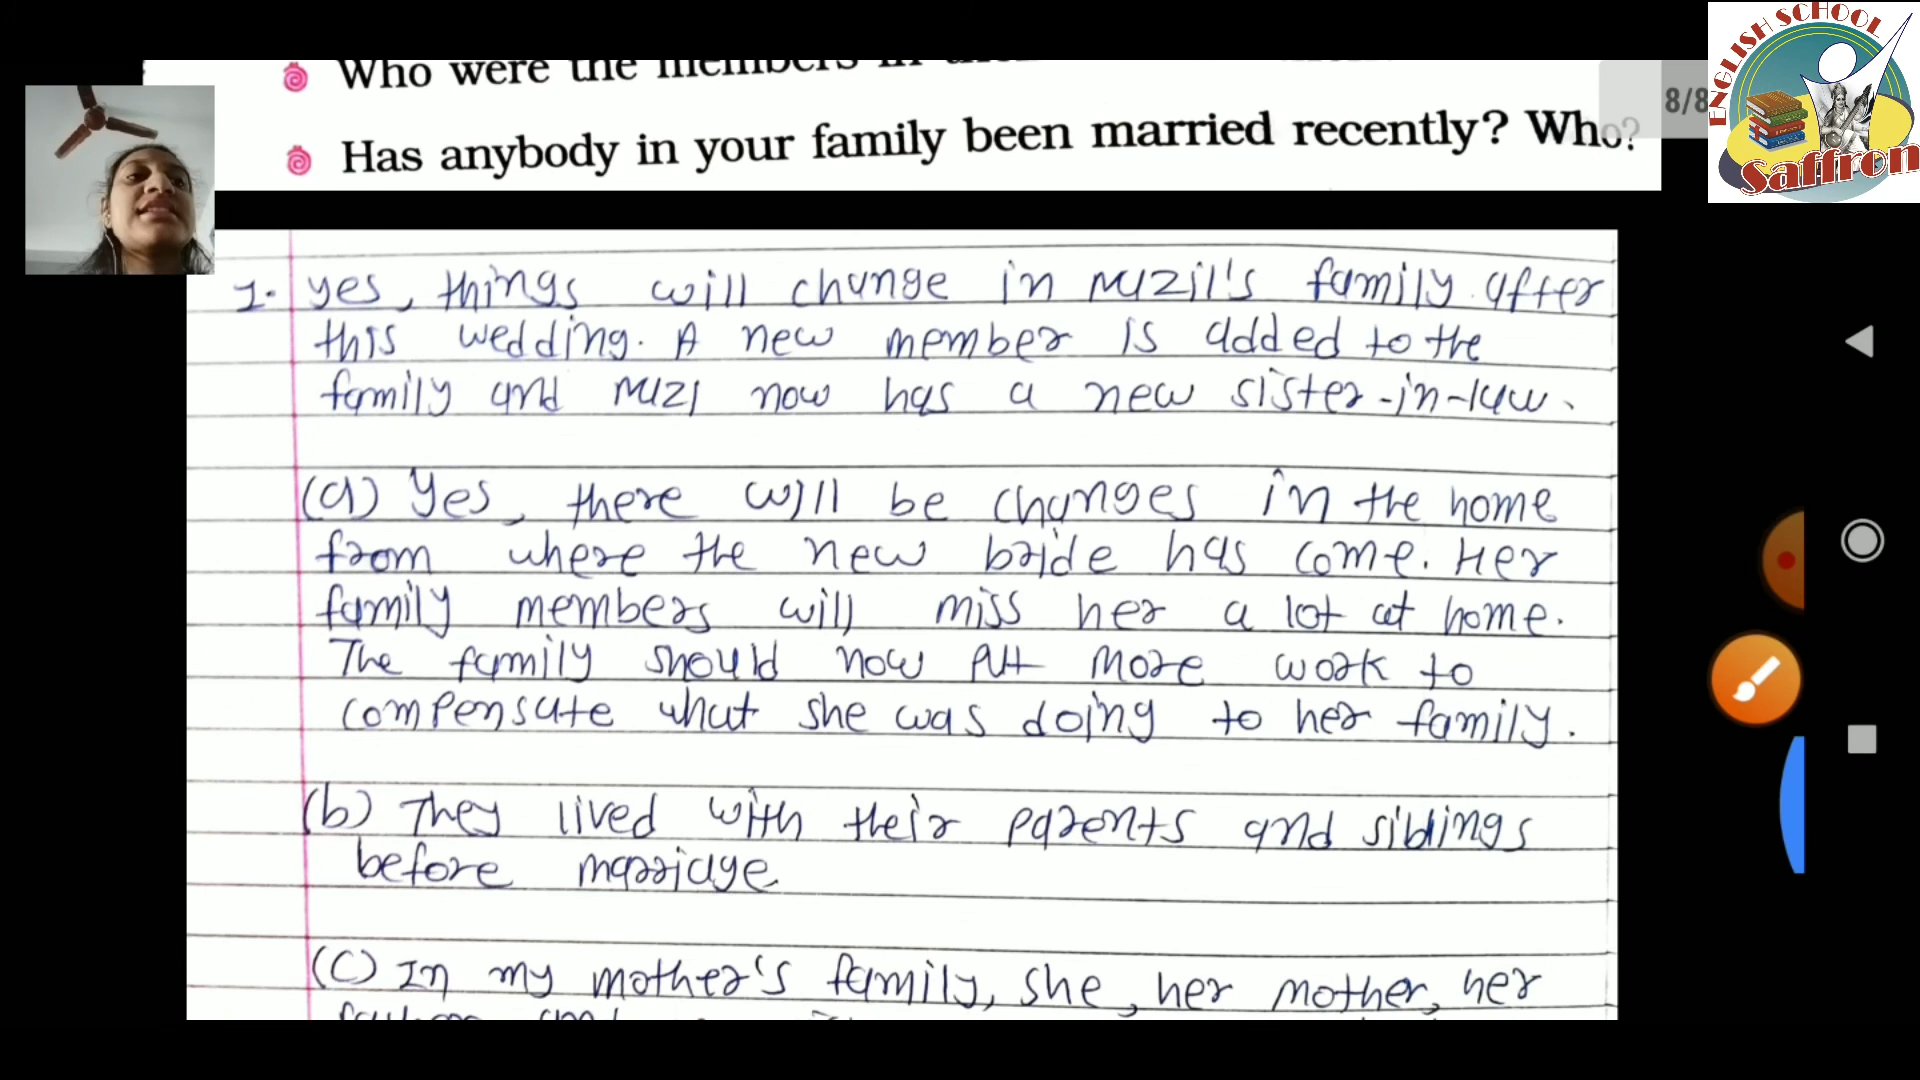 Who were the members in
Has anybody in your family been married recently? Who?
8/8
ENGLISH SCHOOL
Saffron
1. yes, things will change in Nazil's family after
this wedding. A new member is added to the
family and Nazi now has a new sister-in-law.
(a) Yes, there will be changes in the home
from where the new bride has come. Her
family members will miss her a lot at home.
The family should now put more work to
compensate what she was doing to her family.
(b) They lived with their parents and siblings
before marriage
(c) In my mother's family, she, her mother, her